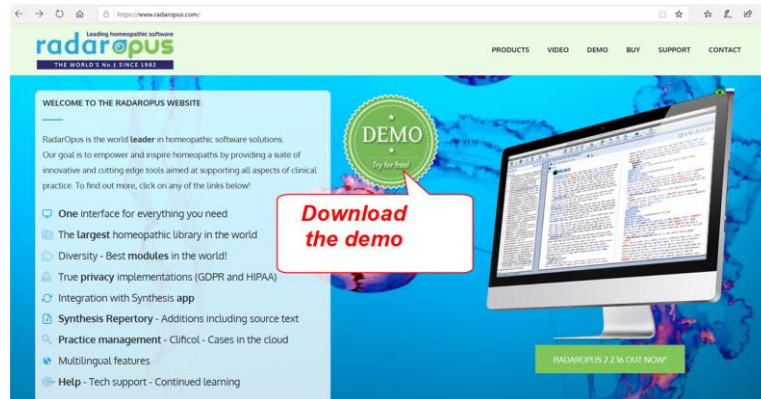 https://www.radaropus.com/
Leading homeopathic software
radaropus
THE WORLD'S No.1 SINCE 1982
PRODUCTS VIDEO DEMO BUY SUPPORT CONTACT
WELCOME TO THE RADAROPUS WEBSITE
RadarOpus is the world leader in homeopathic software solutions.
Our goal is to empower and inspire homeopaths by providing a suite of
innovative and cutting edge tools aimed at supporting all aspects of clinical
practice. To find out more, click on any of the links below!
One interface for everything you need
The largest homeopathic library in the world
Diversity - Best modules in the world!
True privacy implementations (GDPR and HIPAA)
Integration with Synthesis app
Synthesis Repertory - Additions including source text
Practice management - Clificol - Cases in the cloud
Multilingual features
Help - Tech support - Continued learning
DEMO
Try for free!
Download
the demo
RADAROPUS 2.2.16 OUT NOW!